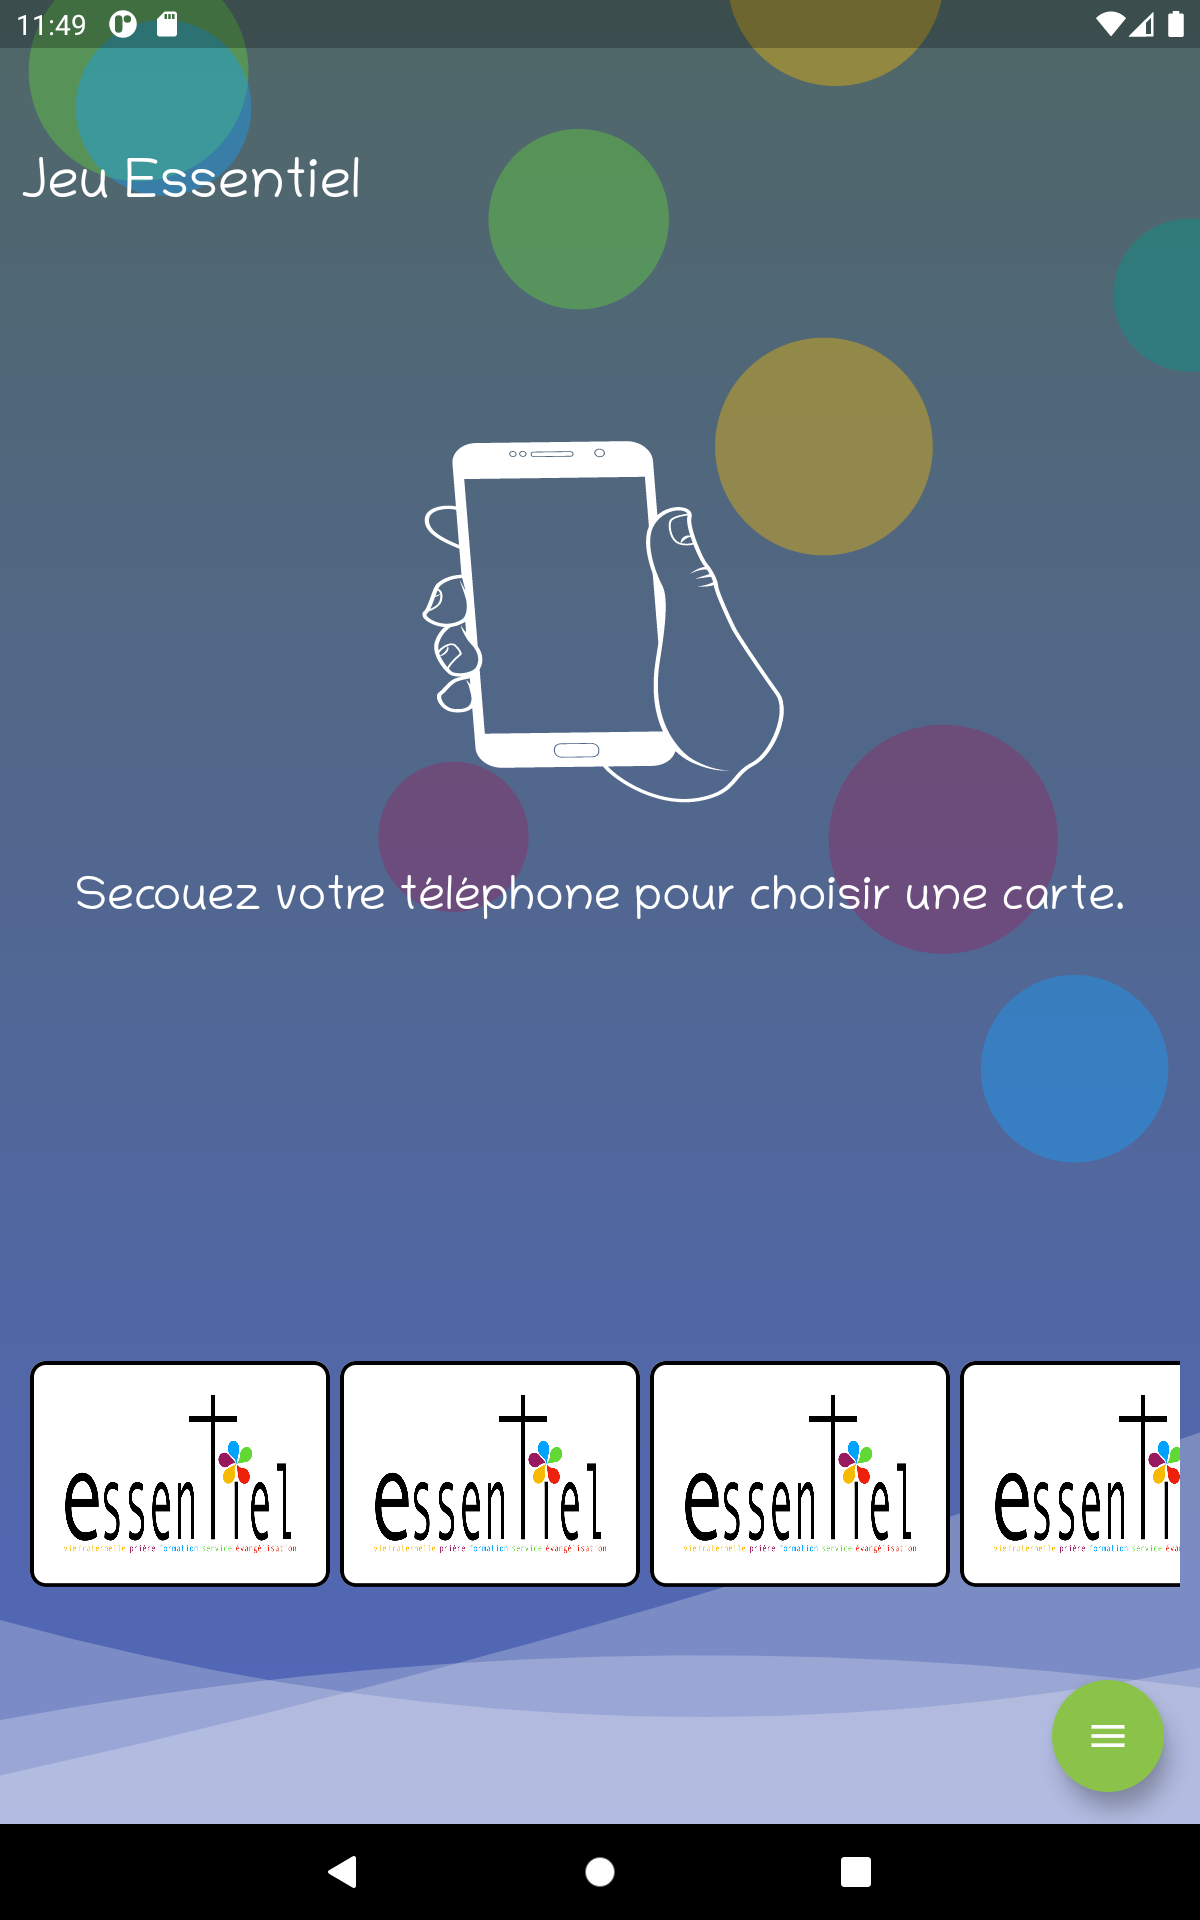 11:49
Jeu Essentiel
Secouez votre téléphone pour choisir une carte.
essentiel
vie fraternelle prière formation service évangélisation
essentiel
vie fraternelle prière formation service évangélisation
essentiel
vie fraternelle prière formation service évangélisation
essenti
vie fraternelle prière formation service éva